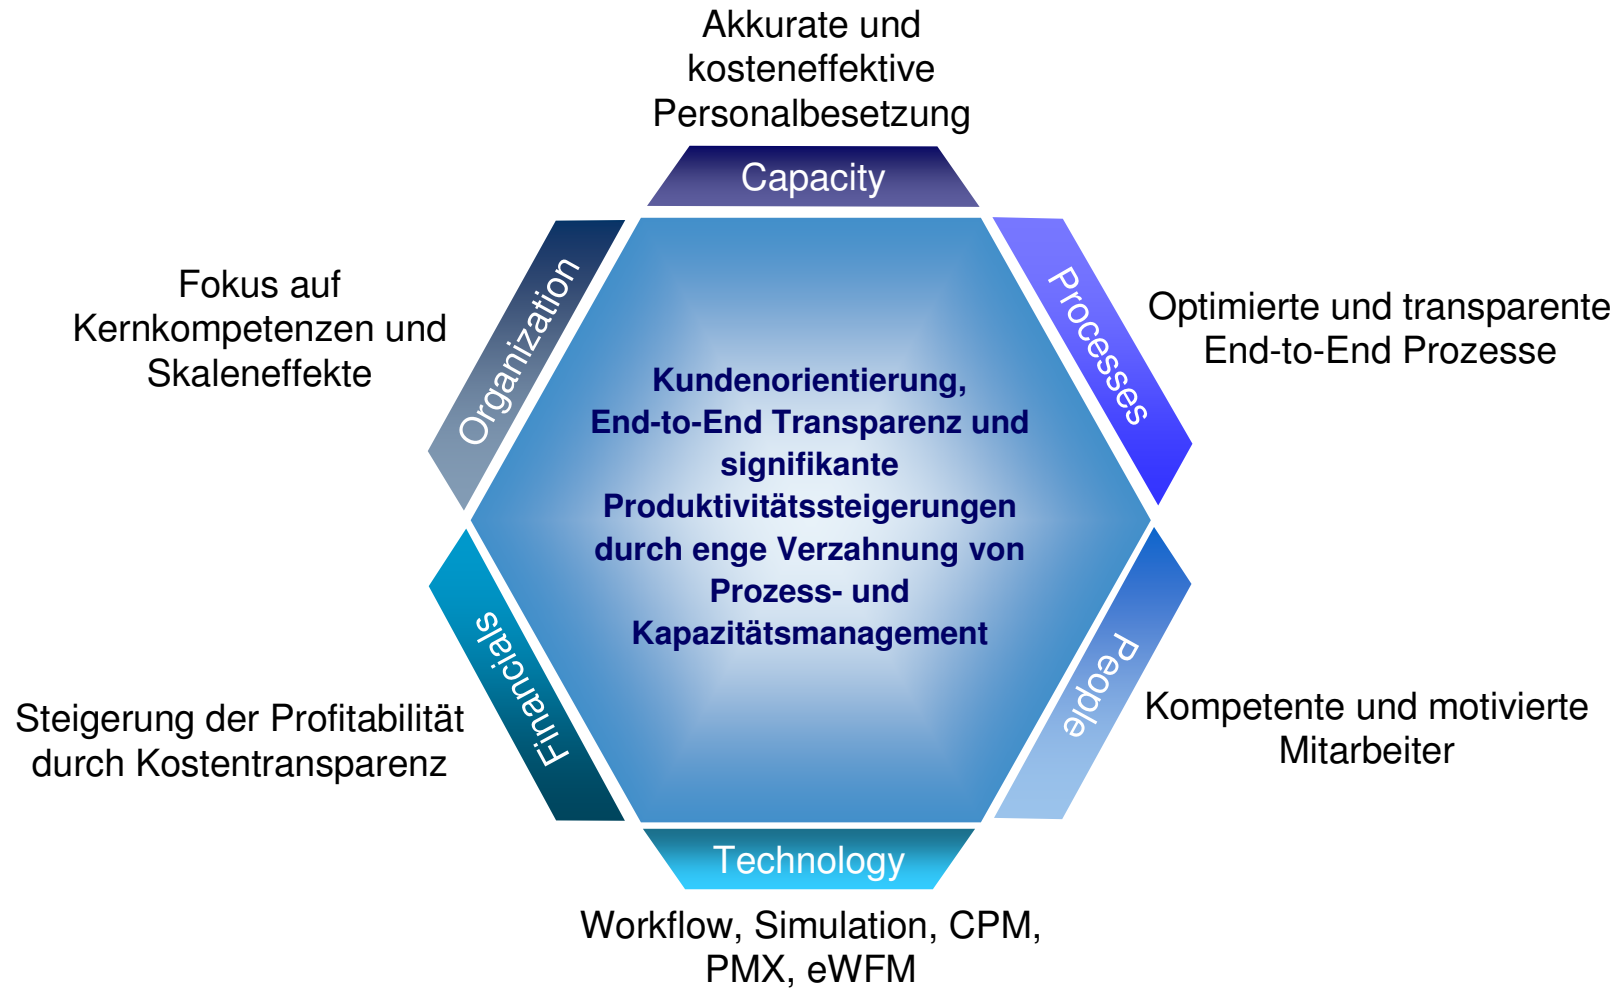 Akkurate und
kosteneffektive
Personalbesetzung
Capacity
Organization
Fokus auf
Kernkompetenzen und
Skaleneffekte
Processes
Optimierte und transparente
End-to-End Prozesse
Kundenorientierung,
End-to-End Transparenz und
signifikante
Produktivitätssteigerungen
durch enge Verzahnung von
Prozess- und
Kapazitätsmanagement
Financials
Steigerung der Profitabilität
durch Kostentransparenz
People
Kompetente und motivierte
Mitarbeiter
Technology
Workflow, Simulation, CPM,
PMX, eWFM